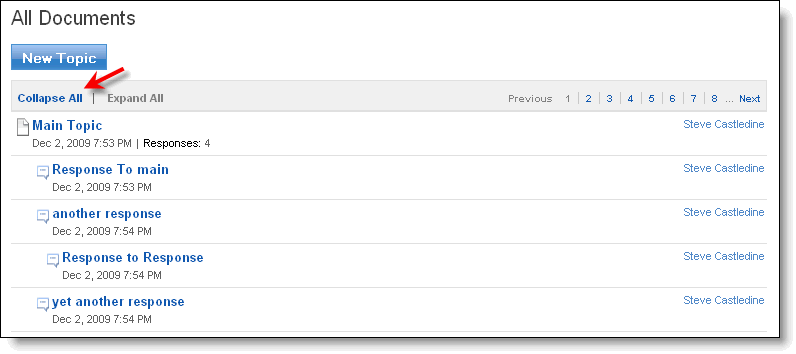 All Documents
New Topic
Collapse All | Expand All Previous | 1 | 2 | 3 | 4 | 5 | 6 | 7 | 8 ... Next
Main Topic Steve Castledine
Dec 2, 2009 7:53 PM | Responses: 4
Response To main Steve Castledine
Dec 2, 2009 7:53 PM
another response Steve Castledine
Dec 2, 2009 7:54 PM
Response to Response Steve Castledine
Dec 2, 2009 7:54 PM
yet another response Steve Castledine
Dec 2, 2009 7:54 PM